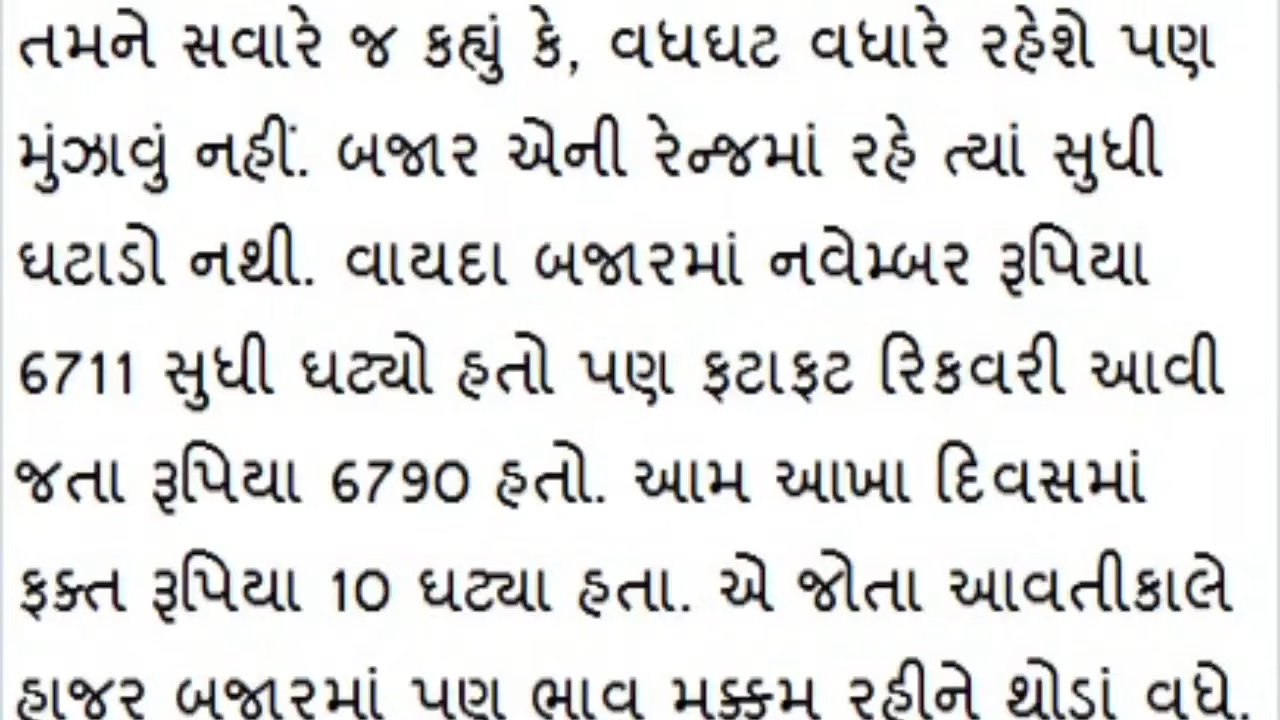 તમને સવારે જ કહ્યું કે, વધઘટ વધારે રહેશે પણ
મુંઝાવું નહીં. બજાર એની રેન્જમાં રહે ત્યાં સુધી
ઘટાડો નથી. વાયદા બજારમાં નવેમ્બર રૂપિયા
6711 સુધી ઘટ્યો હતો પણ ફટાફટ રિકવરી આવી
જતા રૂપિયા 6790 હતો. આમ આખા દિવસમાં
ફક્ત રૂપિયા 10 ઘટ્યા હતા. એ જોતા આવતીકાલે
હાજર બજારમાં પણ ભાવ મક્કમ રહીને થોડાં વધે.